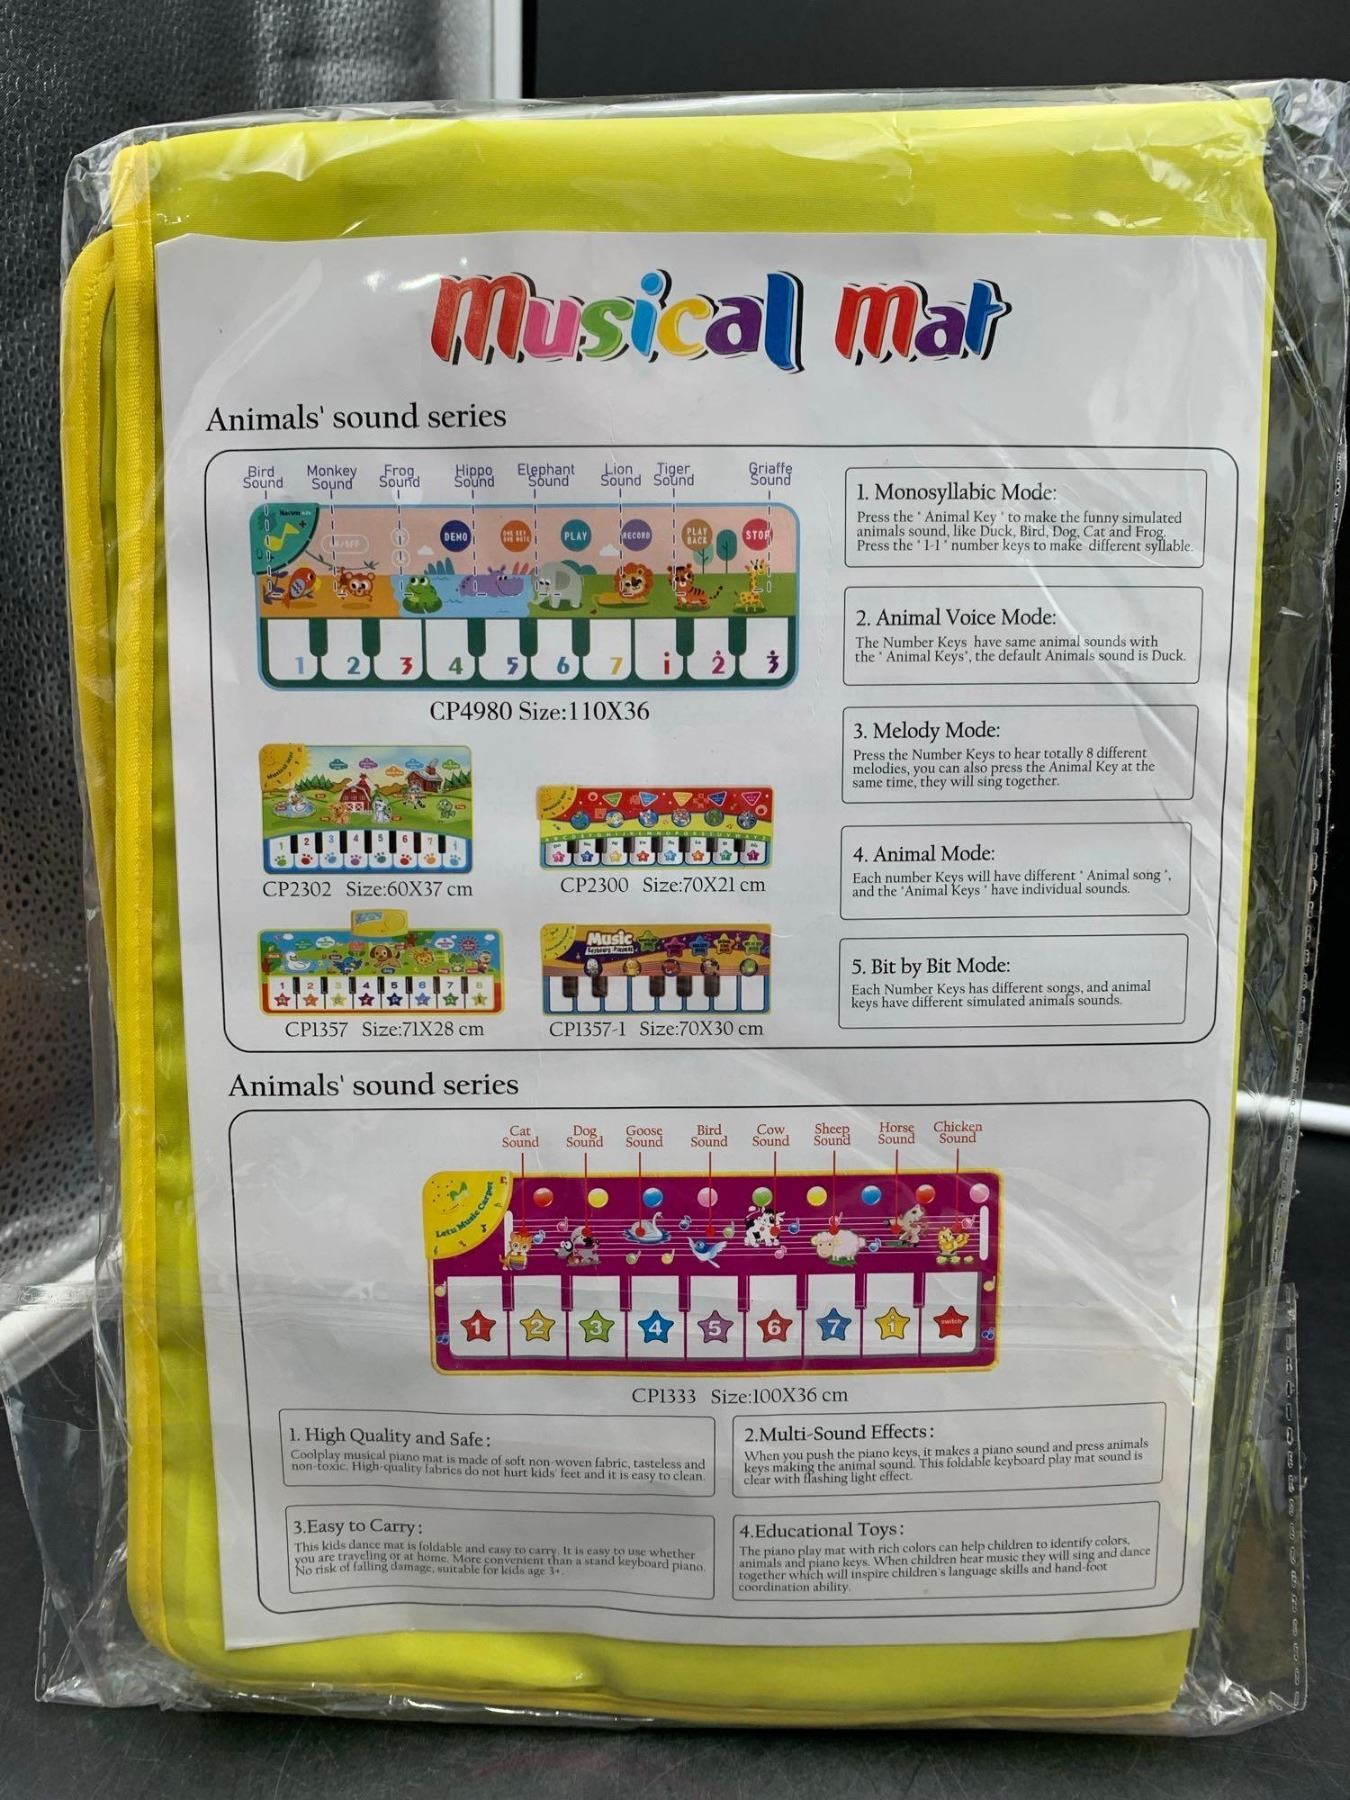 Musical Mat
Animals' sound series
Bird Sound
Monkey Sound
Frog Sound
Hippo Sound
Elephant Sound
Lion Sound
Tiger Sound
Griaffe Sound
DEMO
ONE KEY ONE NOTE
PLAY
RECORD
PLAY BACK
STOP
1 2 3 4 5 6 7 i 2 3
CP4980 Size:110X36
CP2302 Size:60X37 cm
CP2300 Size:70X21 cm
Music
CP1357 Size:71X28 cm
CP1357-1 Size:70X30 cm
1. Monosyllabic Mode:
Press the " Animal Key " to make the funny simulated
animals sound, like Duck, Bird, Dog, Cat and Frog.
Press the " 1-1 " number keys to make different syllable.
2. Animal Voice Mode:
The Number Keys have same animal sounds with
the " Animal Keys", the default Animals sound is Duck.
3. Melody Mode:
Press the Number Keys to hear totally 8 different
melodies, you can also press the Animal Key at the
same time, they will sing together.
4. Animal Mode:
Each number Keys will have different " Animal song ",
and the "Animal Keys " have individual sounds.
5. Bit by Bit Mode:
Each Number Keys has different songs, and animal
keys have different simulated animals sounds.
Animals' sound series
Cat Sound
Dog Sound
Goose Sound
Bird Sound
Cow Sound
Sheep Sound
Horse Sound
Chicken Sound
Letu Music Carpet
1 2 3 4 5 6 7 i switch
CP1333 Size:100X36 cm
1. High Quality and Safe:
Coolplay musical piano mat is made of soft non-woven fabric, tasteless and
non-toxic. High-quality fabrics do not hurt kids' feet and it is easy to clean.
2.Multi-Sound Effects:
When you push the piano keys, it makes a piano sound and press animals
keys making the animal sound. This foldable keyboard play mat sound is
clear with flashing light effect.
3.Easy to Carry:
This kids dance mat is foldable and easy to carry. It is easy to use whether
you are traveling or at home. More convenient than a stand keyboard piano.
No risk of falling damage, suitable for kids age 3+.
4.Educational Toys:
The piano play mat with rich colors can help children to identify colors,
animals and piano keys. When children hear music they will sing and dance
together which will inspire children's language skills and hand-foot
coordination ability.